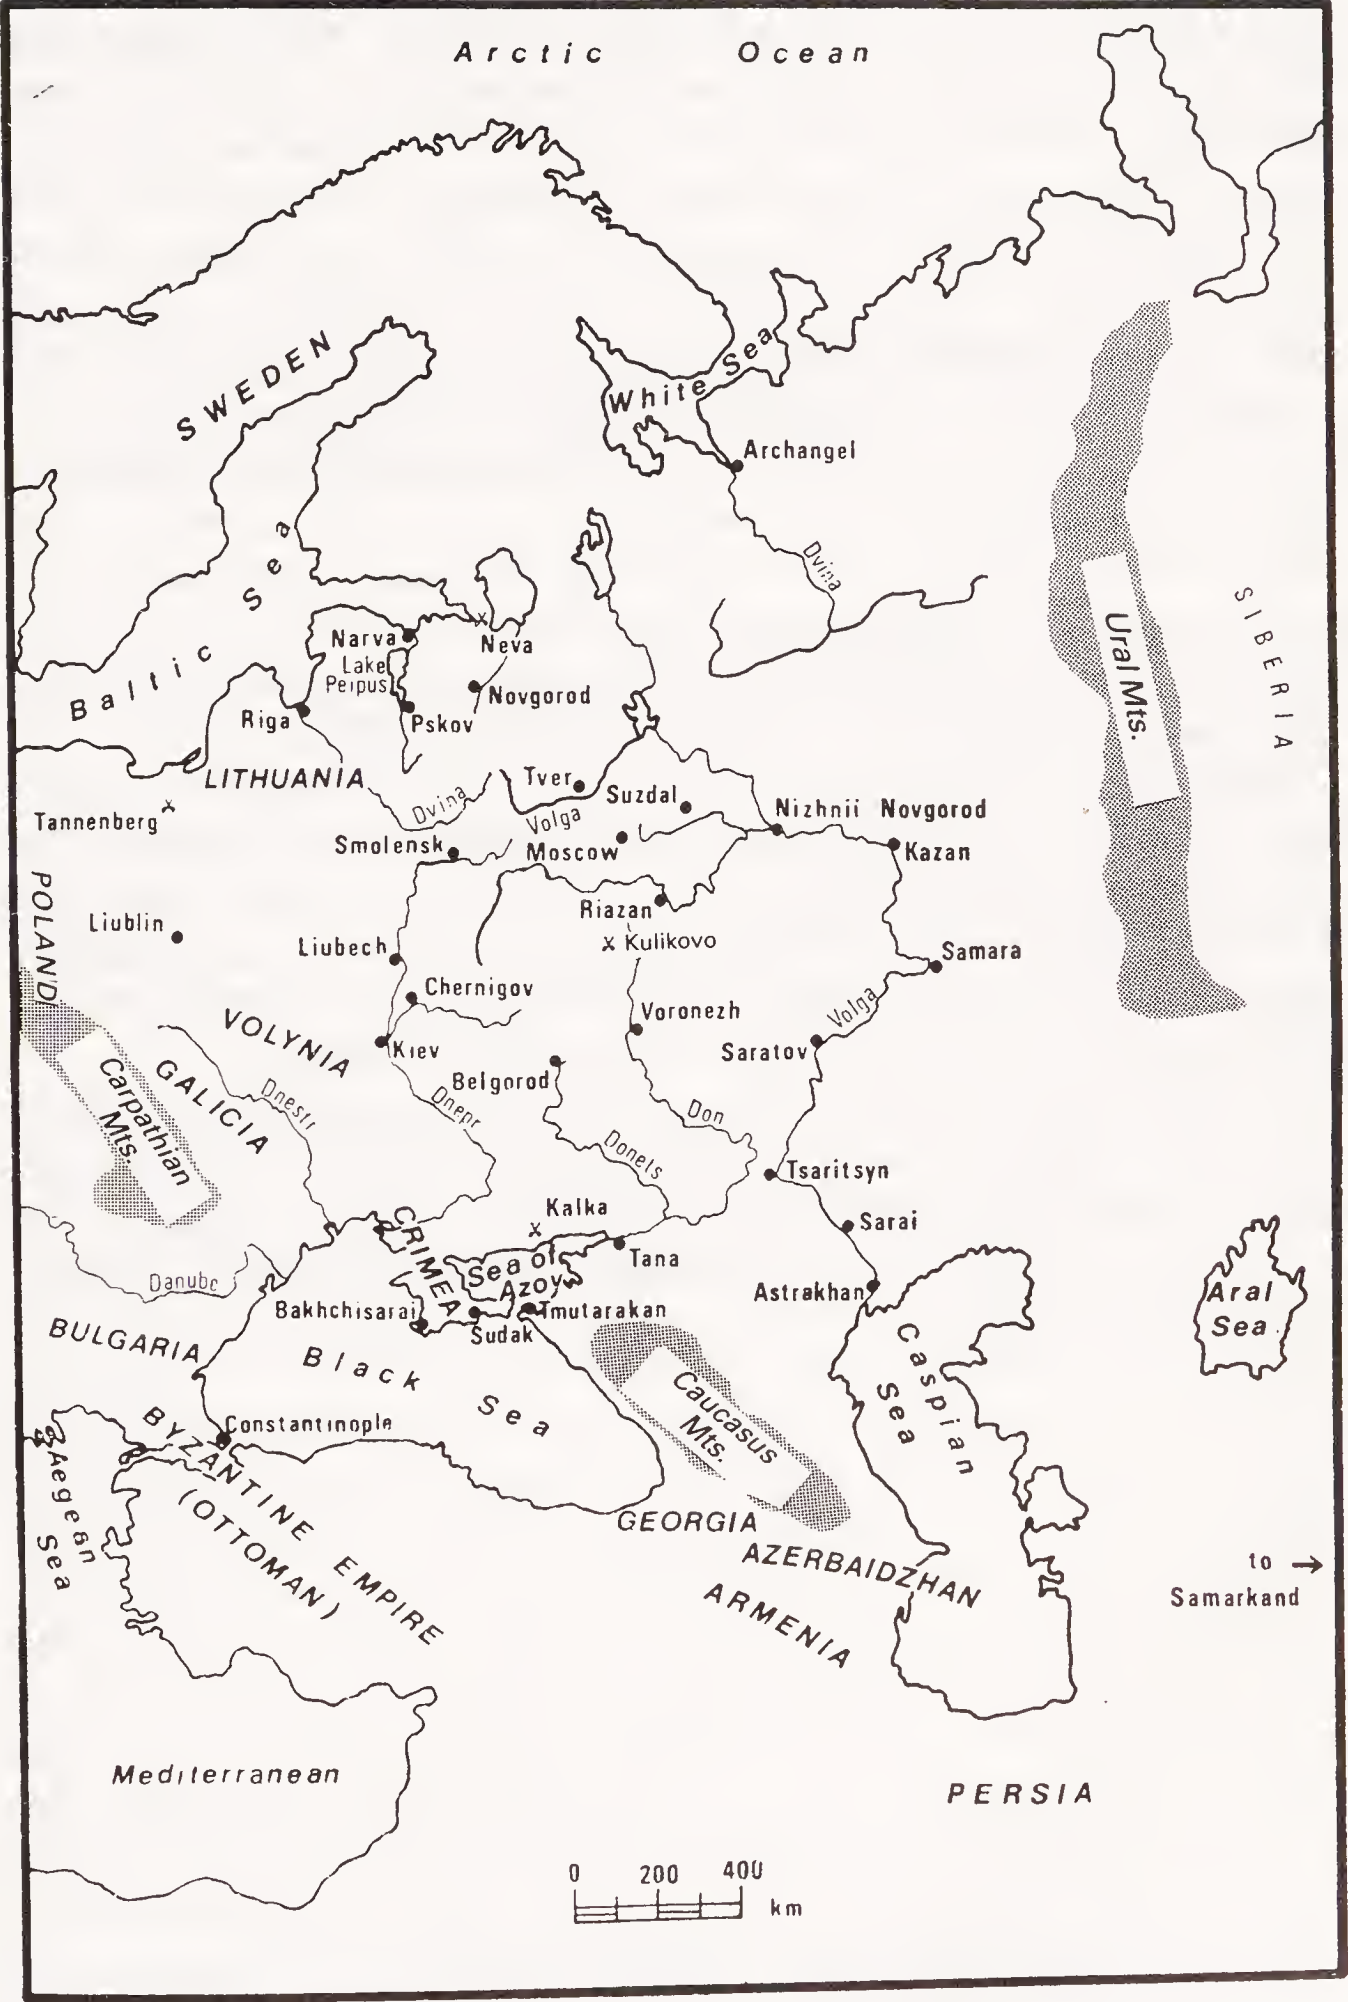 Arctic Ocean
SWEDEN
White Sea
Archangel
Dvina
Baltic Sea
Ural Mts.
SIBERIA
Narva
Neva
Lake
Peipus
Novgorod
Riga
Pskov
LITHUANIA
Tver
Suzdal
Dvina
Volga
Nizhnii Novgorod
Tannenberg
Smolensk
Moscow
Kazan
POLAND
Liublin
Riazan
Kulikovo
Liubech
Samara
Chernigov
Voronezh
Volga
VOLYNIA
Kiev
Saratov
GALICIA
Carpathian
Mts.
Dnestr
Belgorod
Dnepr
Don
Donets
Tsaritsyn
Kalka
Sarai
CRIMEA
Sea of
Azov
Tana
Danube
Astrakhan
Aral
Sea
Bakhchisarai
Tmutarakan
Sudak
BULGARIA
Black Sea
Caucasus
Mts.
Caspian
Sea
Constantinople
BYZANTINE EMPIRE
(OTTOMAN)
Aegean
Sea
GEORGIA
AZERBAIDZHAN
ARMENIA
to →
Samarkand
Mediterranean
PERSIA
0 200 400
km